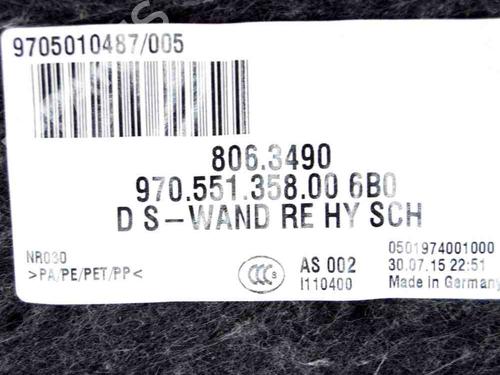 9705010487/005
806.3490
970.551.358.00 6B0
D S-WAND RE HY SCH
NR030
>PA/PE/PET/PP<
CCC S
AS 002
I110400
0501974001000
30.07.15 22:51
Made in Germany